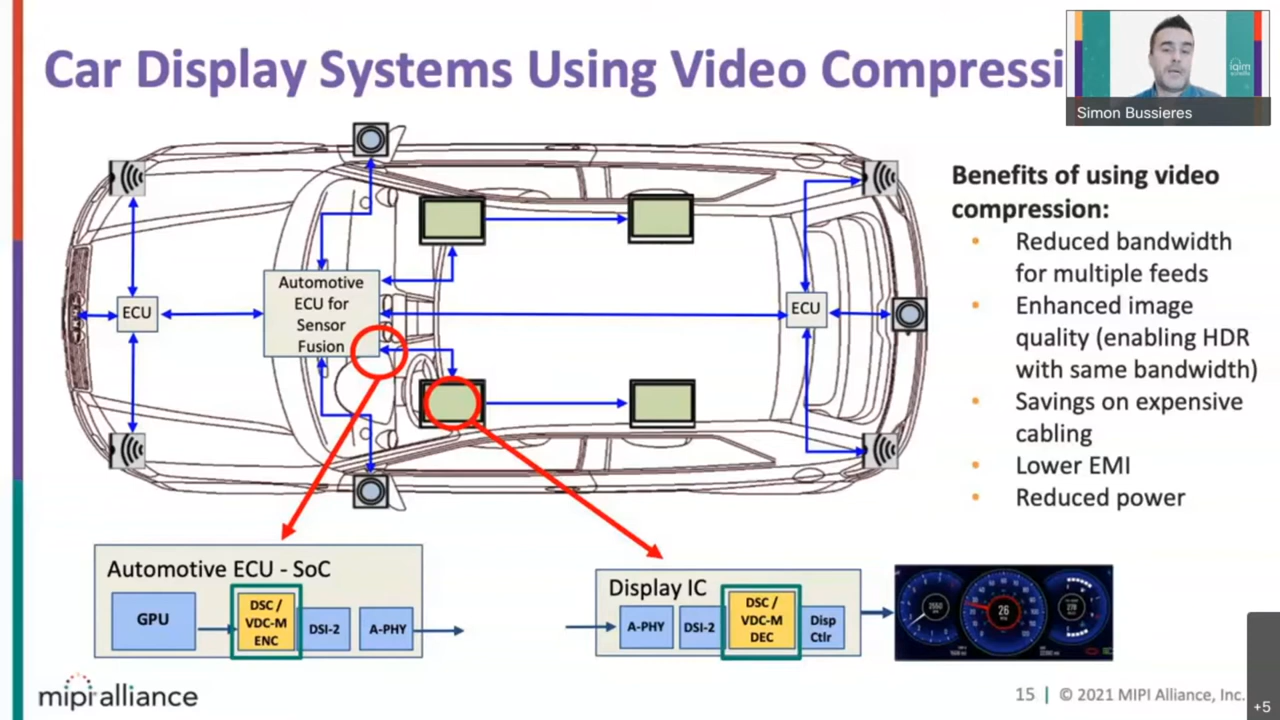 Car Display Systems Using Video Compressi
Simon Bussieres
Benefits of using video
compression:
• Reduced bandwidth
for multiple feeds
• Enhanced image
quality (enabling HDR
with same bandwidth)
• Savings on expensive
cabling
• Lower EMI
• Reduced power
ECU
Automotive
ECU for
Sensor
Fusion
ECU
Automotive ECU - SoC
GPU
DSC /
VDC-M
ENC
DSI-2
A-PHY
Display IC
A-PHY
DSI-2
DSC /
VDC-M
DEC
Disp
Ctlr
26
mipi alliance
15 | © 2021 MIPI Alliance, Inc.
+5